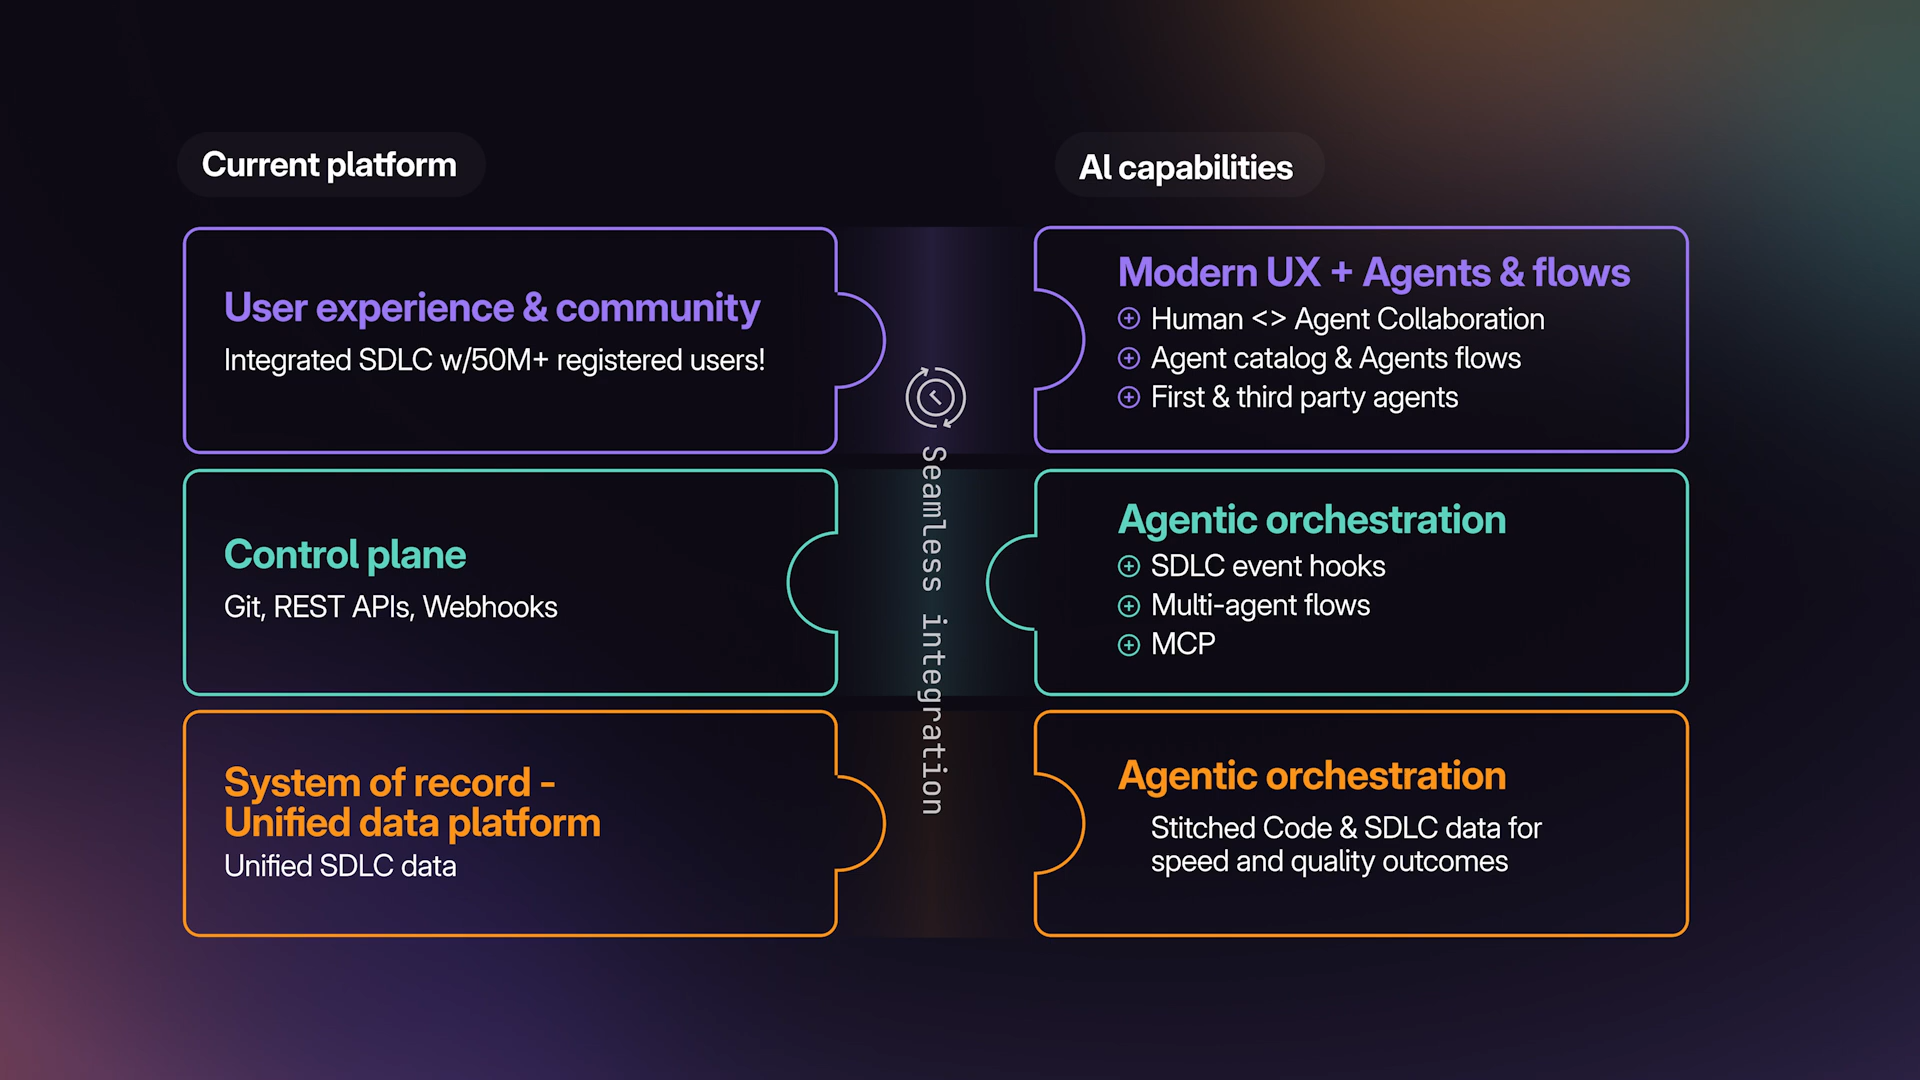 Current platform
AI capabilities
User experience & community
Integrated SDLC w/50M+ registered users!
Modern UX + Agents & flows
Human <> Agent Collaboration
Agent catalog & Agents flows
First & third party agents
Seamless integration
Control plane
Git, REST APIs, Webhooks
Agentic orchestration
SDLC event hooks
Multi-agent flows
MCP
System of record -
Unified data platform
Unified SDLC data
Agentic orchestration
Stitched Code & SDLC data for
speed and quality outcomes